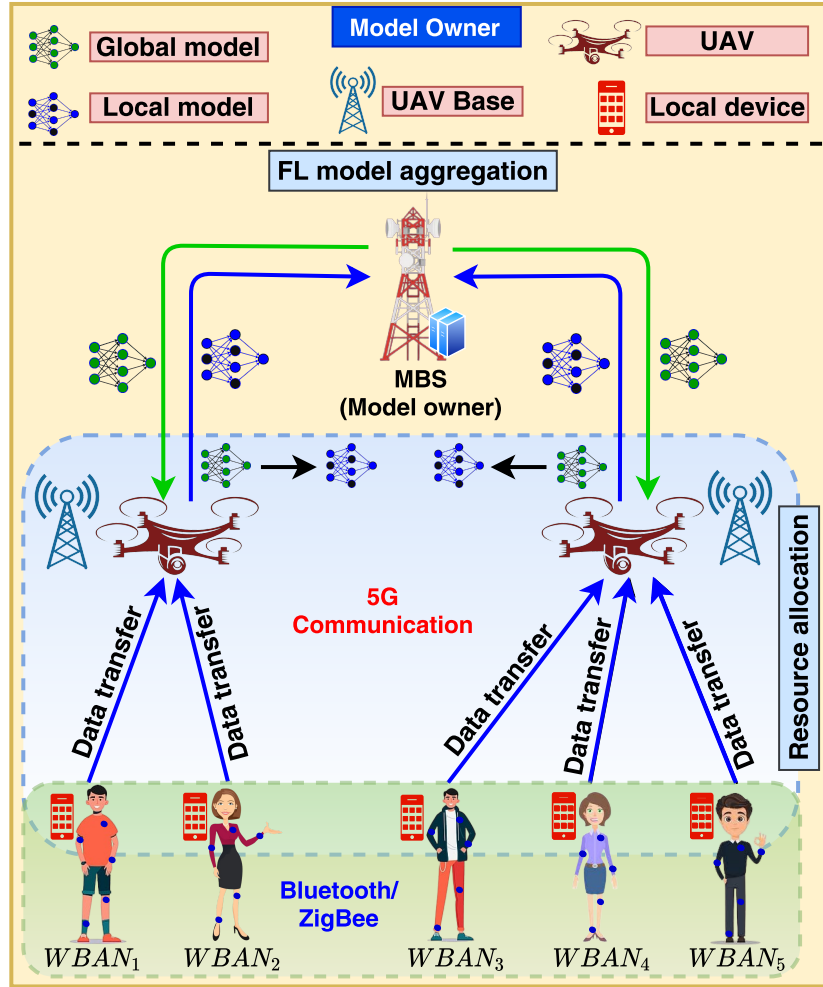 Model Owner
Global model
UAV
Local model
UAV Base
Local device
FL model aggregation
MBS
(Model owner)
5G
Communication
Resource allocation
Data transfer
Data transfer
Data transfer
Data transfer
Data transfer
Bluetooth/
ZigBee
WBAN₁
WBAN₂
WBAN₃
WBAN₄
WBAN₅